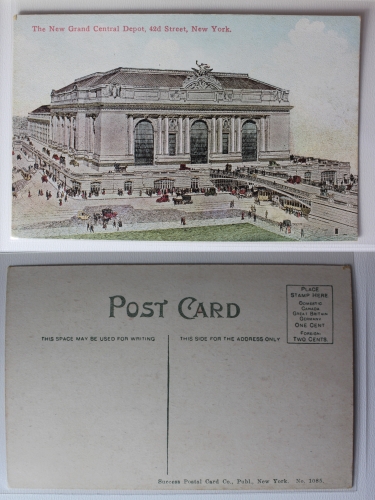 The New Grand Central Depot, 42d Street, New York.
POST CARD
THIS SPACE MAY BE USED FOR WRITING.
THIS SIDE FOR THE ADDRESS ONLY
PLACE
STAMP HERE
DOMESTIC
CANADA
GREAT BRITAIN
GERMANY
ONE CENT
FOREIGN
TWO CENTS.
Success Postal Card Co., Publ., New York. No. 1085.